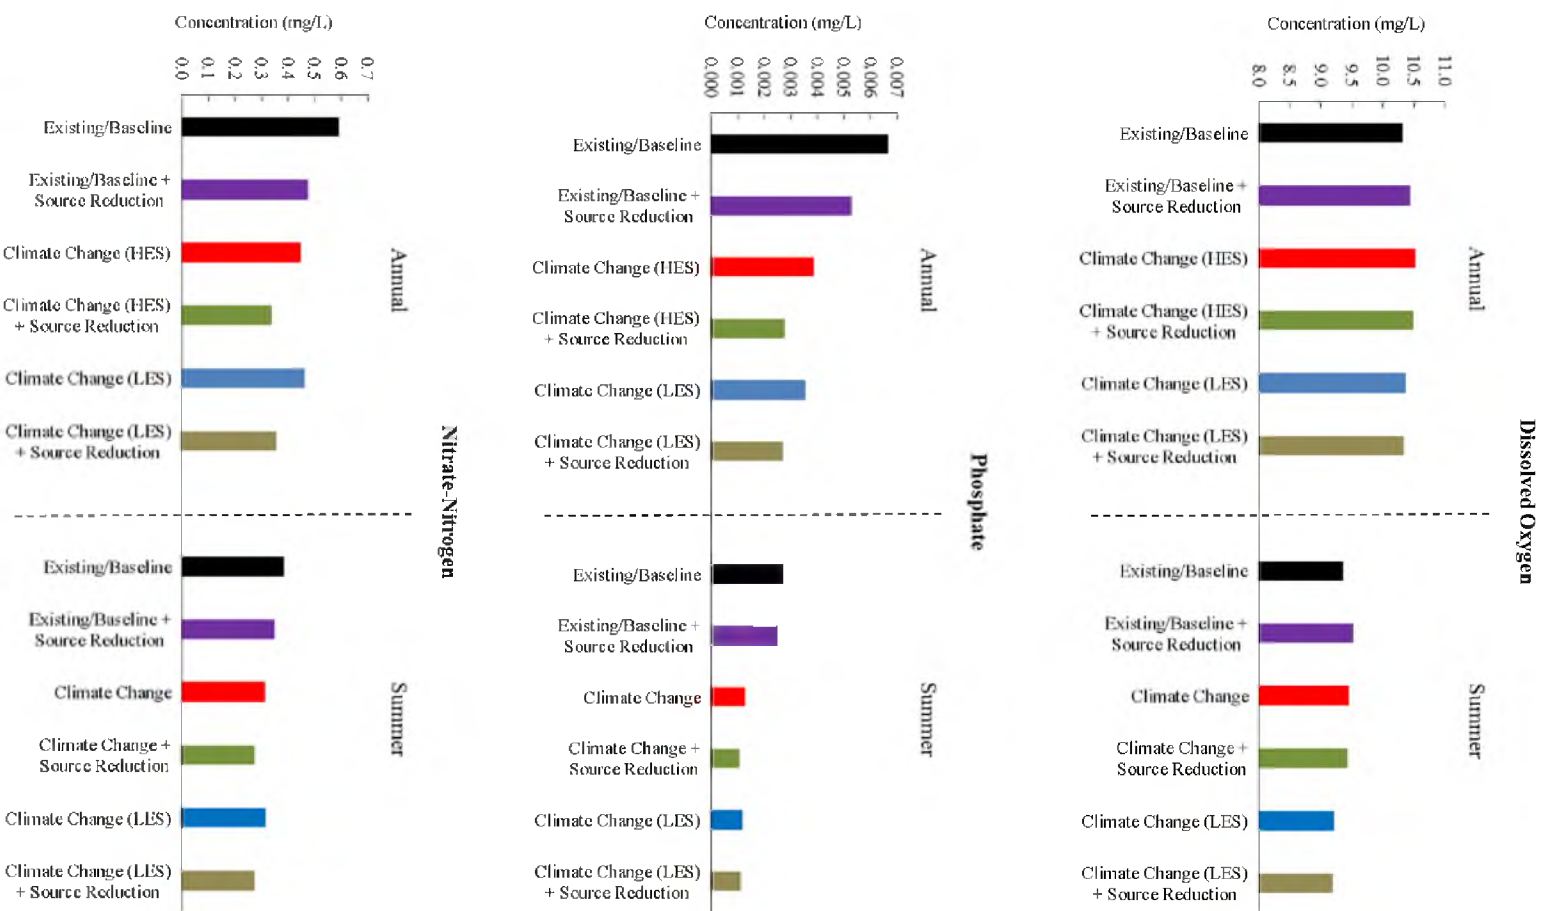 Concentration (mg/L)
0.0
0.1
0.2
0.3
0.4
0.5
0.6
0.7
Existing/Baseline
Existing/Baseline +
Source Reduction
Climate Change (HES)
Climate Change (HES)
+ Source Reduction
Climate Change (LES)
Climate Change (LES)
+ Source Reduction
Annual
Existing/Baseline
Existing/Baseline +
Source Reduction
Climate Change
Climate Change +
Source Reduction
Climate Change (LES)
Climate Change (LES)
+ Source Reduction
Summer
Nitrate-Nitrogen
Concentration (mg/L)
0.000
0.001
0.002
0.003
0.004
0.005
0.006
0.007
Existing/Baseline
Existing/Baseline +
Source Reduction
Climate Change (HES)
Climate Change (HES)
+ Source Reduction
Climate Change (LES)
Climate Change (LES)
+ Source Reduction
Annual
Existing/Baseline
Existing/Baseline +
Source Reduction
Climate Change
Climate Change +
Source Reduction
Climate Change (LES)
Climate Change (LES)
+ Source Reduction
Summer
Phosphate
Concentration (mg/L)
8.0
8.5
9.0
9.5
10.0
10.5
11.0
Existing/Baseline
Existing/Baseline +
Source Reduction
Climate Change (HES)
Climate Change (HES)
+ Source Reduction
Climate Change (LES)
Climate Change (LES)
+ Source Reduction
Annual
Existing/Baseline
Existing/Baseline +
Source Reduction
Climate Change
Climate Change +
Source Reduction
Climate Change (LES)
Climate Change (LES)
+ Source Reduction
Summer
Dissolved Oxygen